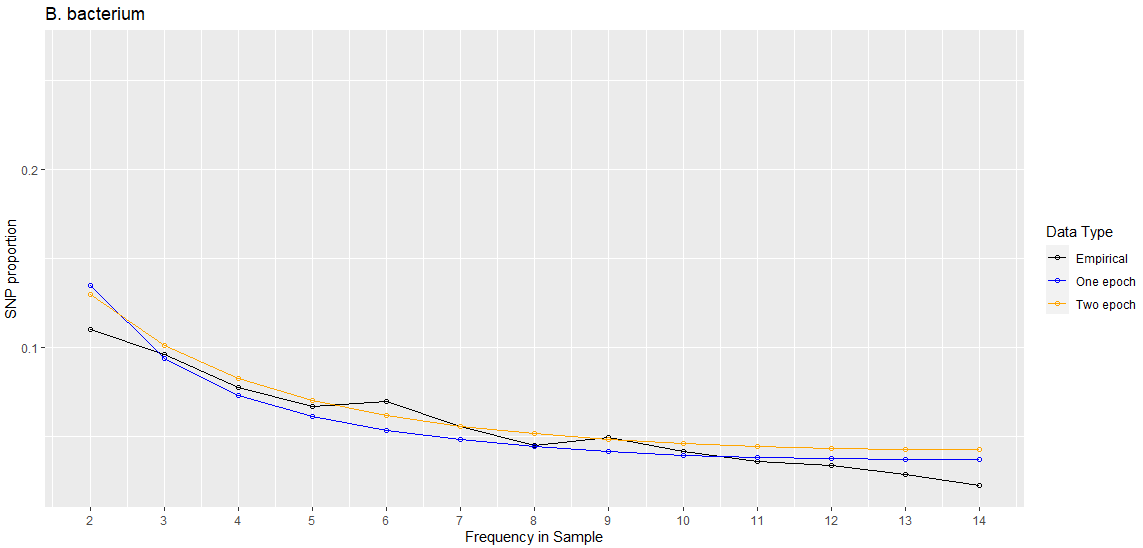 B. bacterium
SNP proportion
0.2
0.1
2 3 4 5 6 7 8 9 10 11 12 13 14
Frequency in Sample
Data Type
Empirical
One epoch
Two epoch